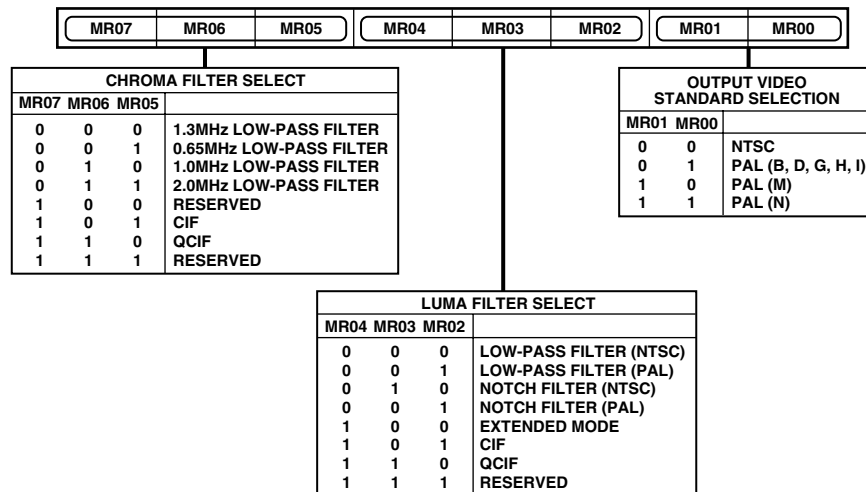 MR07 MR06 MR05 MR04 MR03 MR02 MR01 MR00
CHROMA FILTER SELECT
MR07 MR06 MR05
0 0 0 1.3MHz LOW-PASS FILTER
0 0 1 0.65MHz LOW-PASS FILTER
0 1 0 1.0MHz LOW-PASS FILTER
0 1 1 2.0MHz LOW-PASS FILTER
1 0 0 RESERVED
1 0 1 CIF
1 1 0 QCIF
1 1 1 RESERVED
OUTPUT VIDEO
STANDARD SELECTION
MR01 MR00
0 0 NTSC
0 1 PAL (B, D, G, H, I)
1 0 PAL (M)
1 1 PAL (N)
LUMA FILTER SELECT
MR04 MR03 MR02
0 0 0 LOW-PASS FILTER (NTSC)
0 0 1 LOW-PASS FILTER (PAL)
0 1 0 NOTCH FILTER (NTSC)
0 0 1 NOTCH FILTER (PAL)
1 0 0 EXTENDED MODE
1 0 1 CIF
1 1 0 QCIF
1 1 1 RESERVED